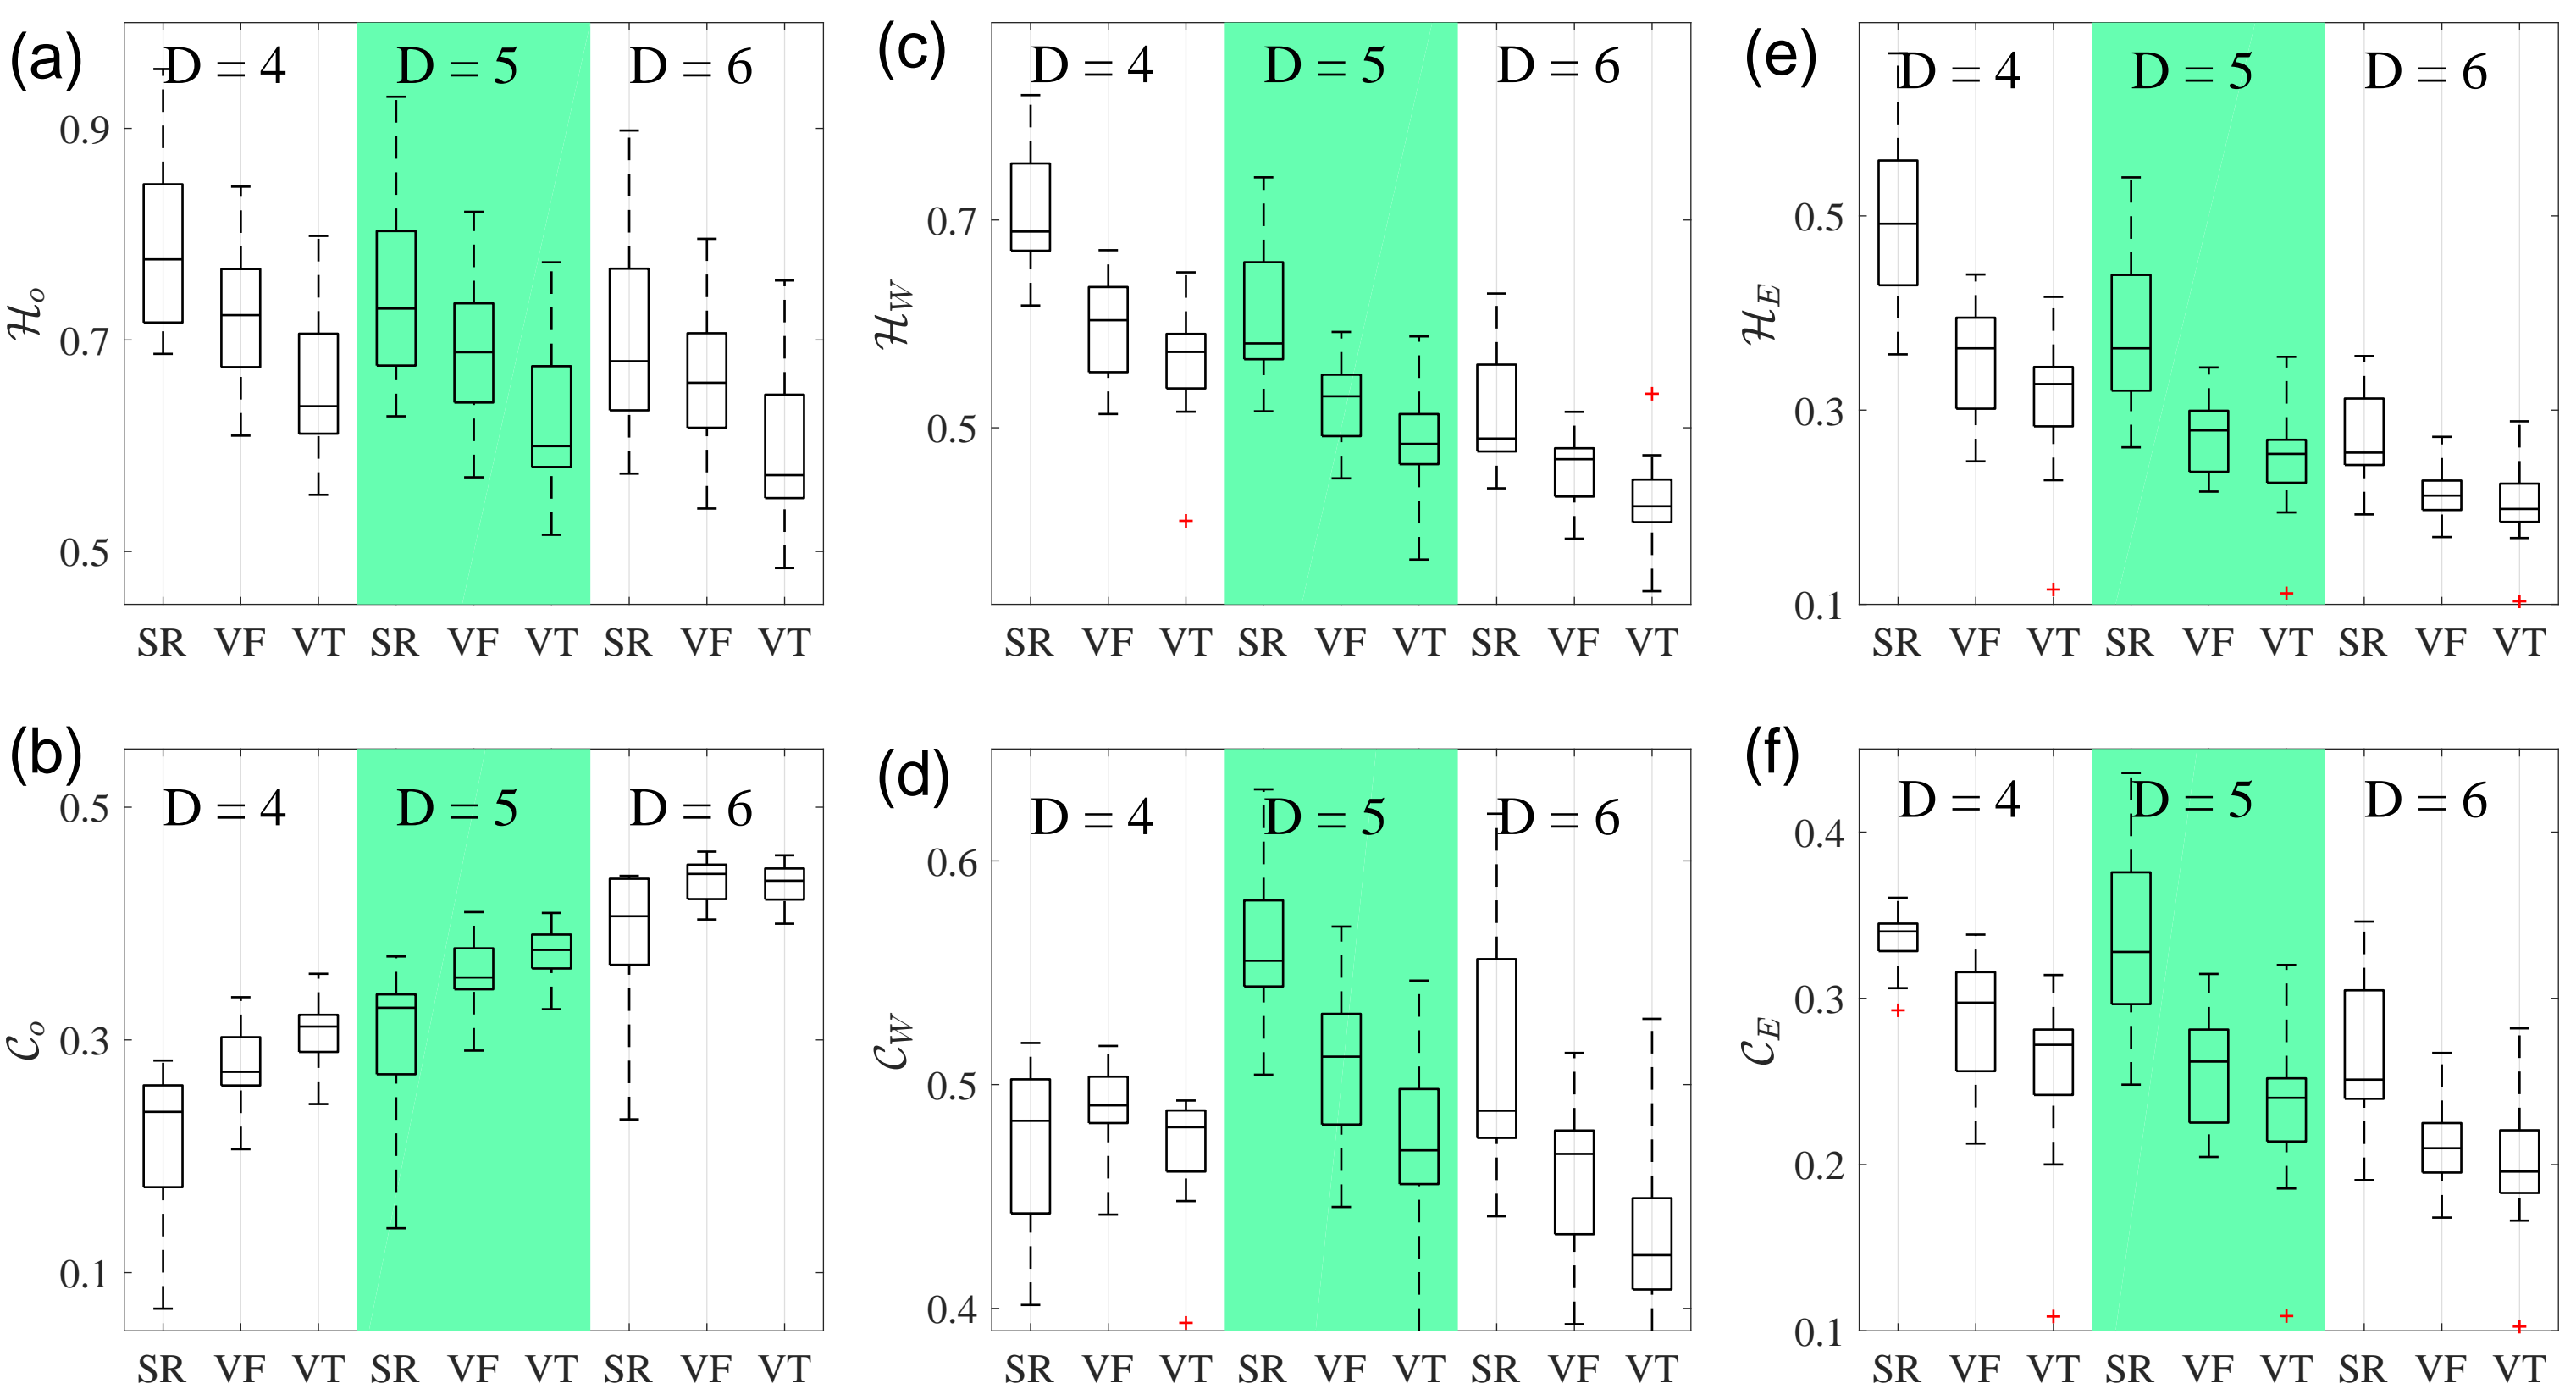 (a)
D = 4 D = 5 D = 6
0.9
0.7
0.5
ℋo
SR VF VT SR VF VT SR VF VT
(c)
D = 4 D = 5 D = 6
0.7
0.5
ℋW
SR VF VT SR VF VT SR VF VT
(e)
D = 4 D = 5 D = 6
0.5
0.3
0.1
ℋE
SR VF VT SR VF VT SR VF VT
(b)
D = 4 D = 5 D = 6
0.5
0.3
0.1
𝒞o
SR VF VT SR VF VT SR VF VT
(d)
D = 4 D = 5 D = 6
0.6
0.5
0.4
𝒞W
SR VF VT SR VF VT SR VF VT
(f)
D = 4 D = 5 D = 6
0.4
0.3
0.2
0.1
𝒞E
SR VF VT SR VF VT SR VF VT